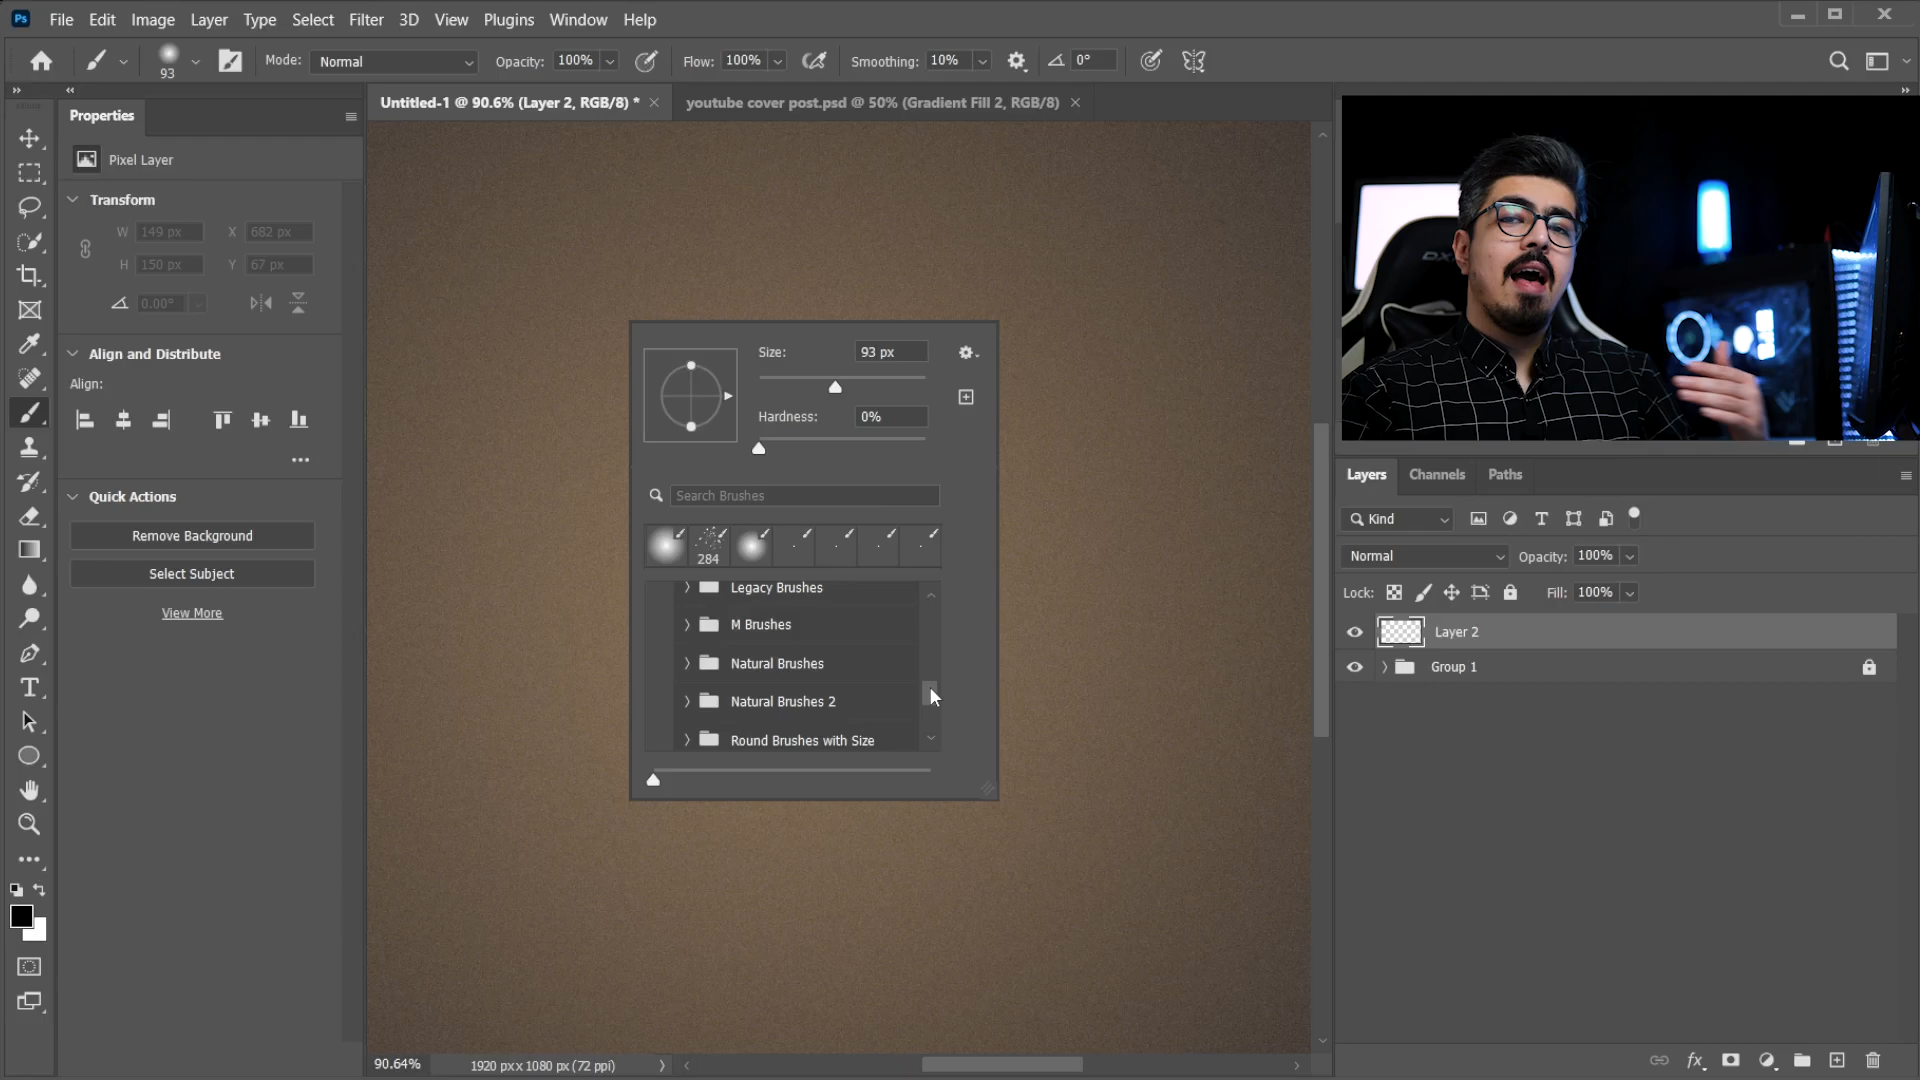 Ps File Edit Image Layer Type Select Filter 3D View Plugins Window Help
93 Mode: Normal Opacity: 100% Flow: 100% Smoothing: 10% 0°
Untitled-1 @ 90.6% (Layer 2, RGB/8) * youtube cover post.psd @ 50% (Gradient Fill 2, RGB/8)
Properties
Pixel Layer
Transform
W 149 px X 682 px
H 150 px Y 67 px
0.00°
Align and Distribute
Align:
Quick Actions
Remove Background
Select Subject
View More
Size: 93 px
Hardness: 0%
Search Brushes
284
Legacy Brushes
M Brushes
Natural Brushes
Natural Brushes 2
Round Brushes with Size
Layers Channels Paths
Kind
Normal Opacity: 100%
Lock: Fill: 100%
Layer 2
Group 1
fx
90.64% 1920 px x 1080 px (72 ppi)